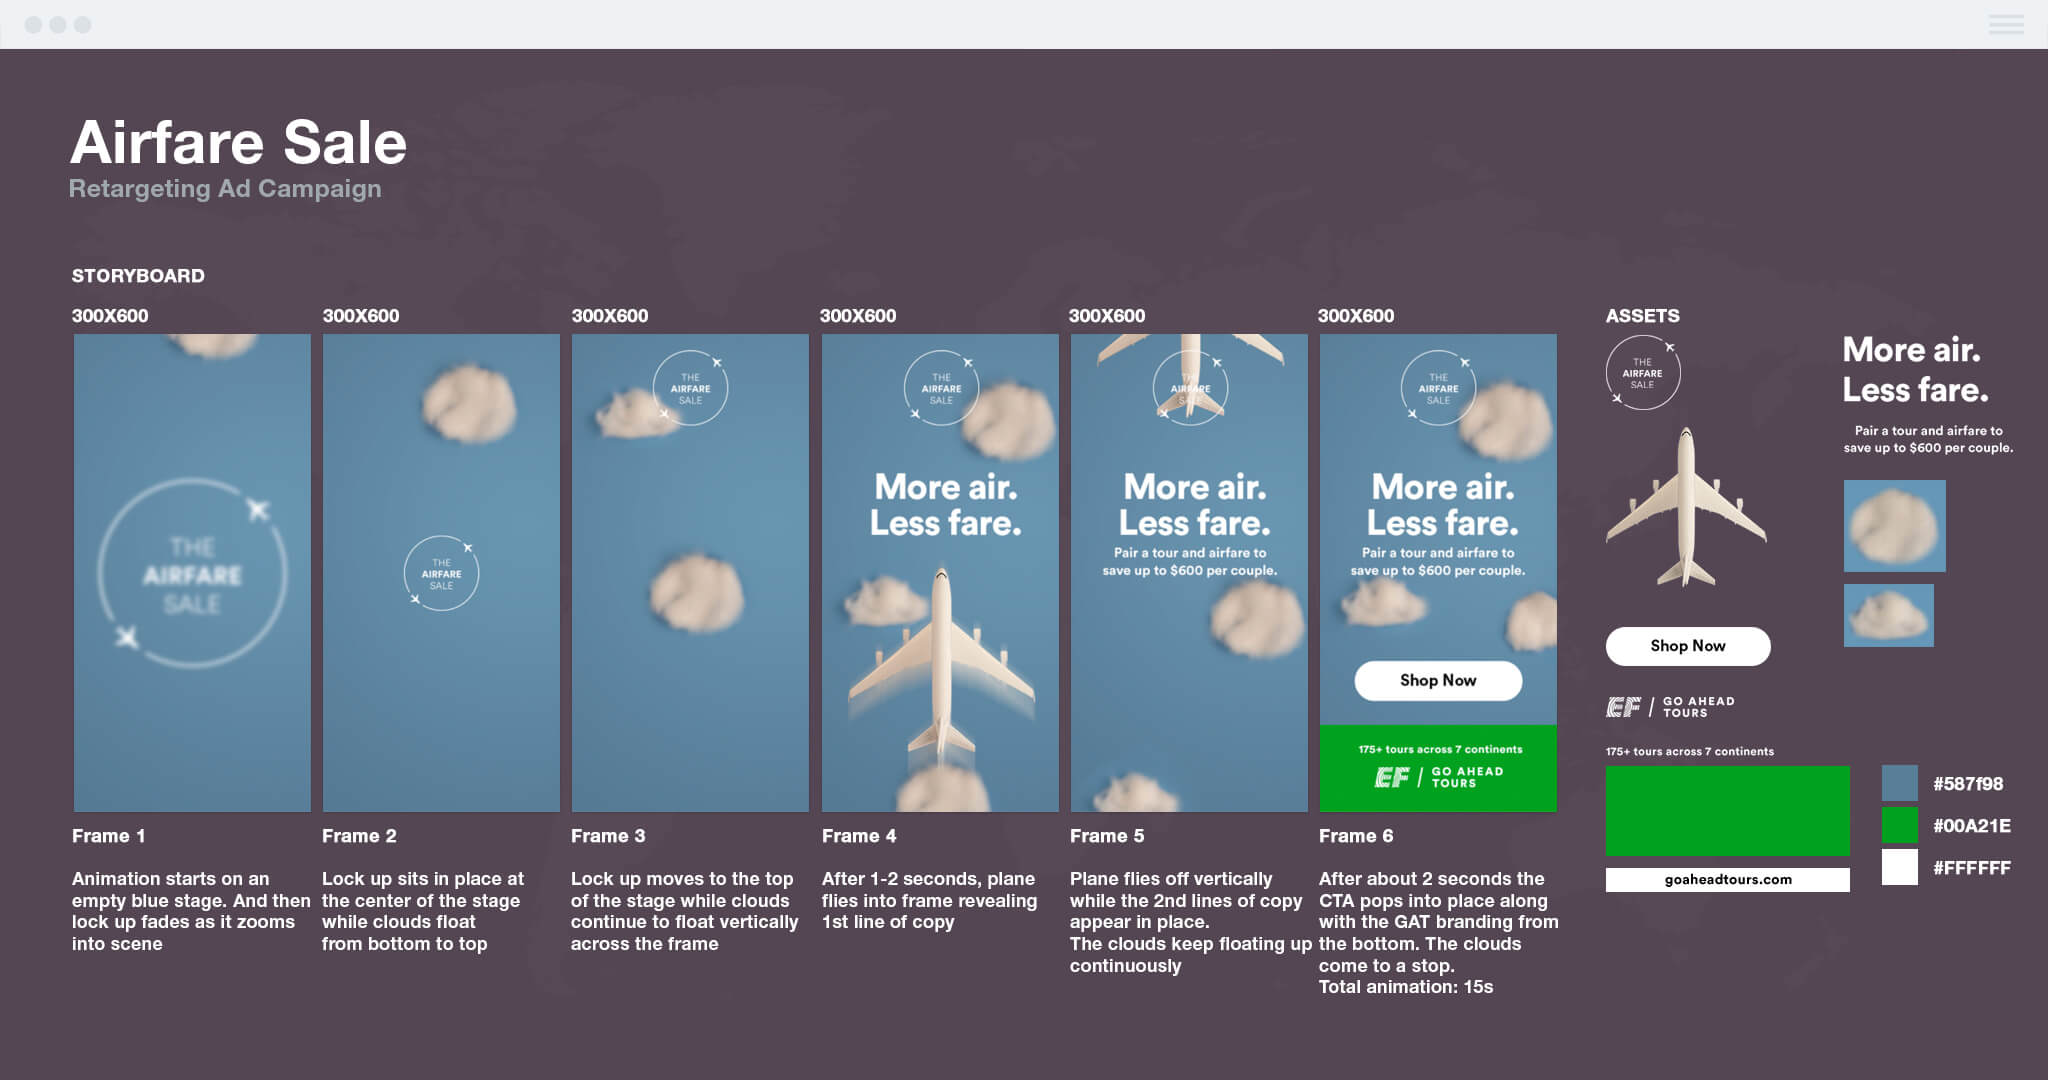 Airfare Sale
Retargeting Ad Campaign
STORYBOARD
300X600
THE
AIRFARE
SALE
Frame 1
Animation starts on an
empty blue stage. And then
lock up fades as it zooms
into scene
300X600
THE
AIRFARE
SALE
Frame 2
Lock up sits in place at
the center of the stage
while clouds float
from bottom to top
300X600
THE
AIRFARE
SALE
Frame 3
Lock up moves to the top
of the stage while clouds
continue to float vertically
across the frame
300X600
THE
AIRFARE
SALE
More air.
Less fare.
Frame 4
After 1-2 seconds, plane
flies into frame revealing
1st line of copy
300X600
THE
AIRFARE
SALE
More air.
Less fare.
Pair a tour and airfare to
save up to $600 per couple.
Frame 5
Plane flies off vertically
while the 2nd lines of copy
appear in place.
The clouds keep floating up
continuously
300X600
THE
AIRFARE
SALE
More air.
Less fare.
Pair a tour and airfare to
save up to $600 per couple.
Shop Now
175+ tours across 7 continents
EF / GO AHEAD
TOURS
Frame 6
After about 2 seconds the
CTA pops into place along
with the GAT branding from
the bottom. The clouds
come to a stop.
Total animation: 15s
ASSETS
THE
AIRFARE
SALE
More air.
Less fare.
Pair a tour and airfare to
save up to $600 per couple.
Shop Now
EF / GO AHEAD
TOURS
175+ tours across 7 continents
goaheadtours.com
#587f98
#00A21E
#FFFFFF